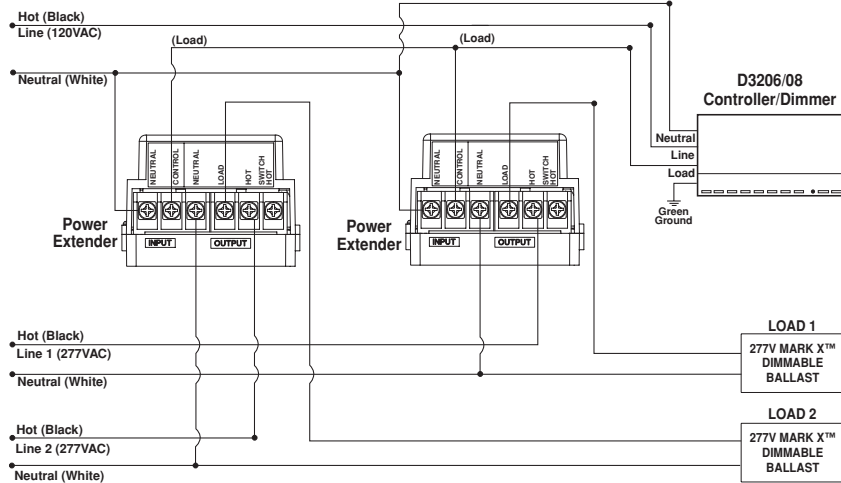 Hot (Black)
Line (120VAC)
(Load)
(Load)
Neutral (White)
D3206/08
Controller/Dimmer
Neutral
Line
Load
Green
Ground
NEUTRAL
CONTROL
NEUTRAL
LOAD
HOT
SWITCH
HOT
Power
Extender
INPUT
OUTPUT
NEUTRAL
CONTROL
NEUTRAL
LOAD
HOT
SWITCH
HOT
Power
Extender
INPUT
OUTPUT
Hot (Black)
Line 1 (277VAC)
Neutral (White)
LOAD 1
277V MARK X™
DIMMABLE
BALLAST
Hot (Black)
Line 2 (277VAC)
Neutral (White)
LOAD 2
277V MARK X™
DIMMABLE
BALLAST